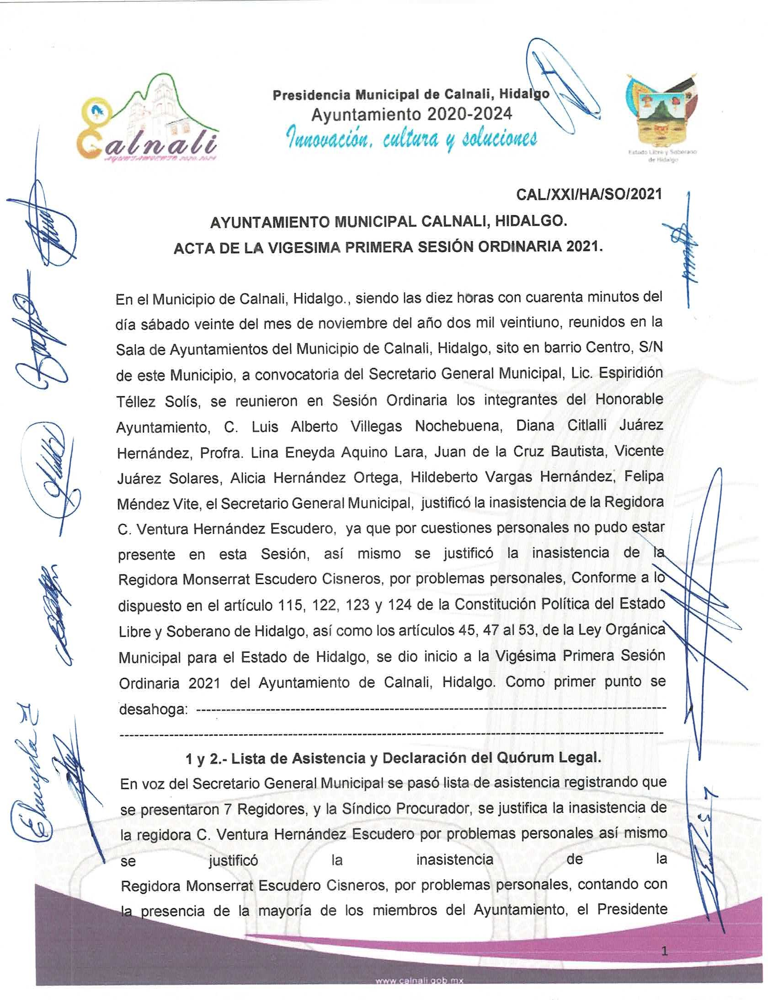 Calnali
AYUNTAMIENTO 2020-2024
Presidencia Municipal de Calnali, Hidalgo
Ayuntamiento 2020-2024
Innovación, cultura y soluciones
Estado Libre y Soberano
de Hidalgo
CAL/XXI/HA/SO/2021
AYUNTAMIENTO MUNICIPAL CALNALI, HIDALGO.
ACTA DE LA VIGESIMA PRIMERA SESIÓN ORDINARIA 2021.
En el Municipio de Calnali, Hidalgo., siendo las diez horas con cuarenta minutos del
día sábado veinte del mes de noviembre del año dos mil veintiuno, reunidos en la
Sala de Ayuntamientos del Municipio de Calnali, Hidalgo, sito en barrio Centro, S/N
de este Municipio, a convocatoria del Secretario General Municipal, Lic. Espiridión
Téllez Solís, se reunieron en Sesión Ordinaria los integrantes del Honorable
Ayuntamiento, C. Luis Alberto Villegas Nochebuena, Diana Citlalli Juárez
Hernández, Profra. Lina Eneyda Aquino Lara, Juan de la Cruz Bautista, Vicente
Juárez Solares, Alicia Hernández Ortega, Hildeberto Vargas Hernández, Felipa
Méndez Vite, el Secretario General Municipal, justificó la inasistencia de la Regidora
C. Ventura Hernández Escudero, ya que por cuestiones personales no pudo estar
presente en esta Sesión, así mismo se justificó la inasistencia de la
Regidora Monserrat Escudero Cisneros, por problemas personales, Conforme a lo
dispuesto en el artículo 115, 122, 123 y 124 de la Constitución Política del Estado
Libre y Soberano de Hidalgo, así como los artículos 45, 47 al 53, de la Ley Orgánica
Municipal para el Estado de Hidalgo, se dio inicio a la Vigésima Primera Sesión
Ordinaria 2021 del Ayuntamiento de Calnali, Hidalgo. Como primer punto se
desahoga: ----------------------------------------------------------------------------------------------
-------------------------------------------------------------------------------------------------------------
1 y 2.- Lista de Asistencia y Declaración del Quórum Legal.
En voz del Secretario General Municipal se pasó lista de asistencia registrando que
se presentaron 7 Regidores, y la Síndico Procurador, se justifica la inasistencia de
la regidora C. Ventura Hernández Escudero por problemas personales así mismo
se justificó la inasistencia de la
Regidora Monserrat Escudero Cisneros, por problemas personales, contando con
la presencia de la mayoría de los miembros del Ayuntamiento, el Presidente
1
www.calnali.gob.mx